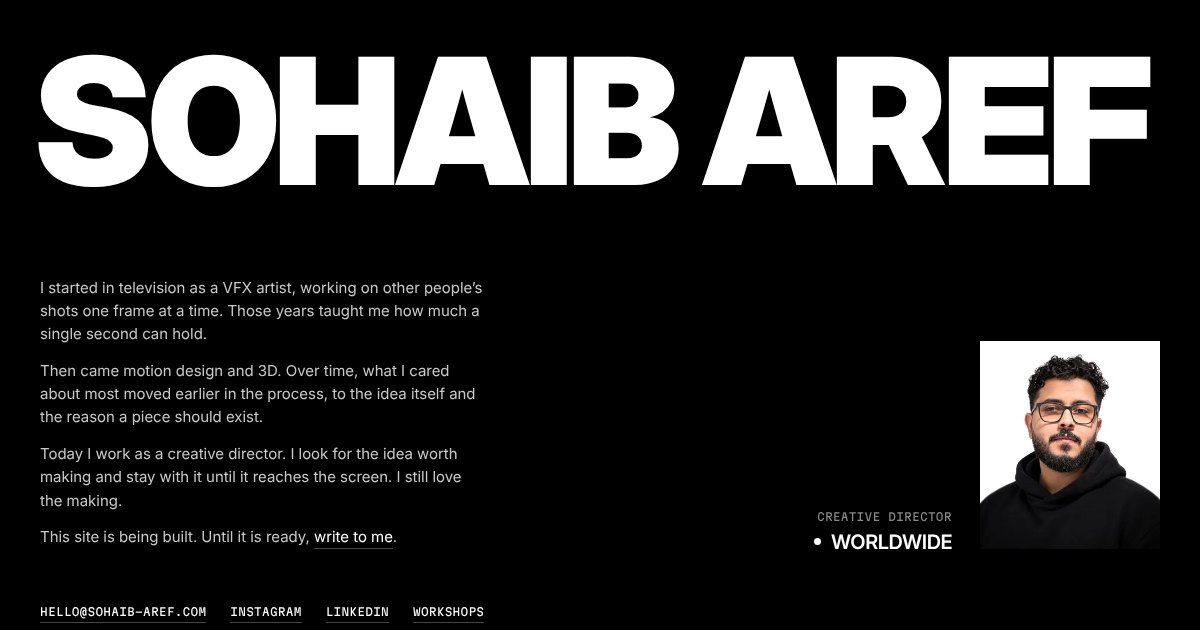 SOHAIB AREF
I started in television as a VFX artist, working on other people’s
shots one frame at a time. Those years taught me how much a
single second can hold.
Then came motion design and 3D. Over time, what I cared
about most moved earlier in the process, to the idea itself and
the reason a piece should exist.
Today I work as a creative director. I look for the idea worth
making and stay with it until it reaches the screen. I still love
the making.
This site is being built. Until it is ready, write to me.
CREATIVE DIRECTOR
• WORLDWIDE
HELLO@SOHAIB-AREF.COM INSTAGRAM LINKEDIN WORKSHOPS